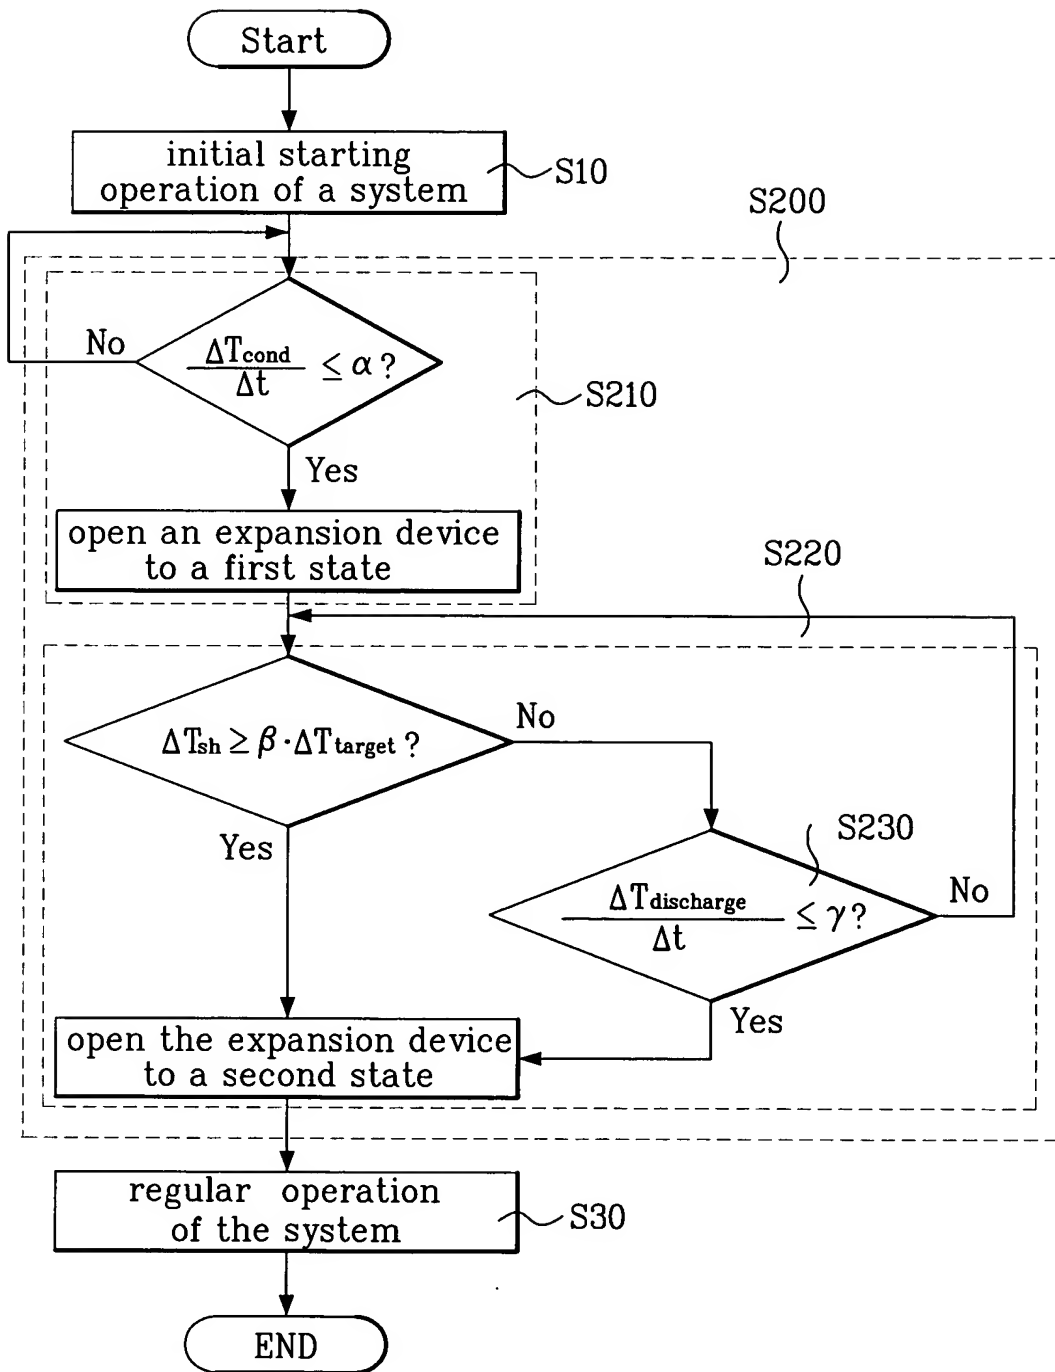 Start
initial starting
operation of a system
S10
S200
No
ΔTcond
Δt
≤ α ?
S210
Yes
open an expansion device
to a first state
S220
ΔTsh ≥ β · ΔTtarget ?
No
Yes
S230
ΔTdischarge
Δt
≤ γ ?
No
Yes
open the expansion device
to a second state
regular operation
of the system
S30
END